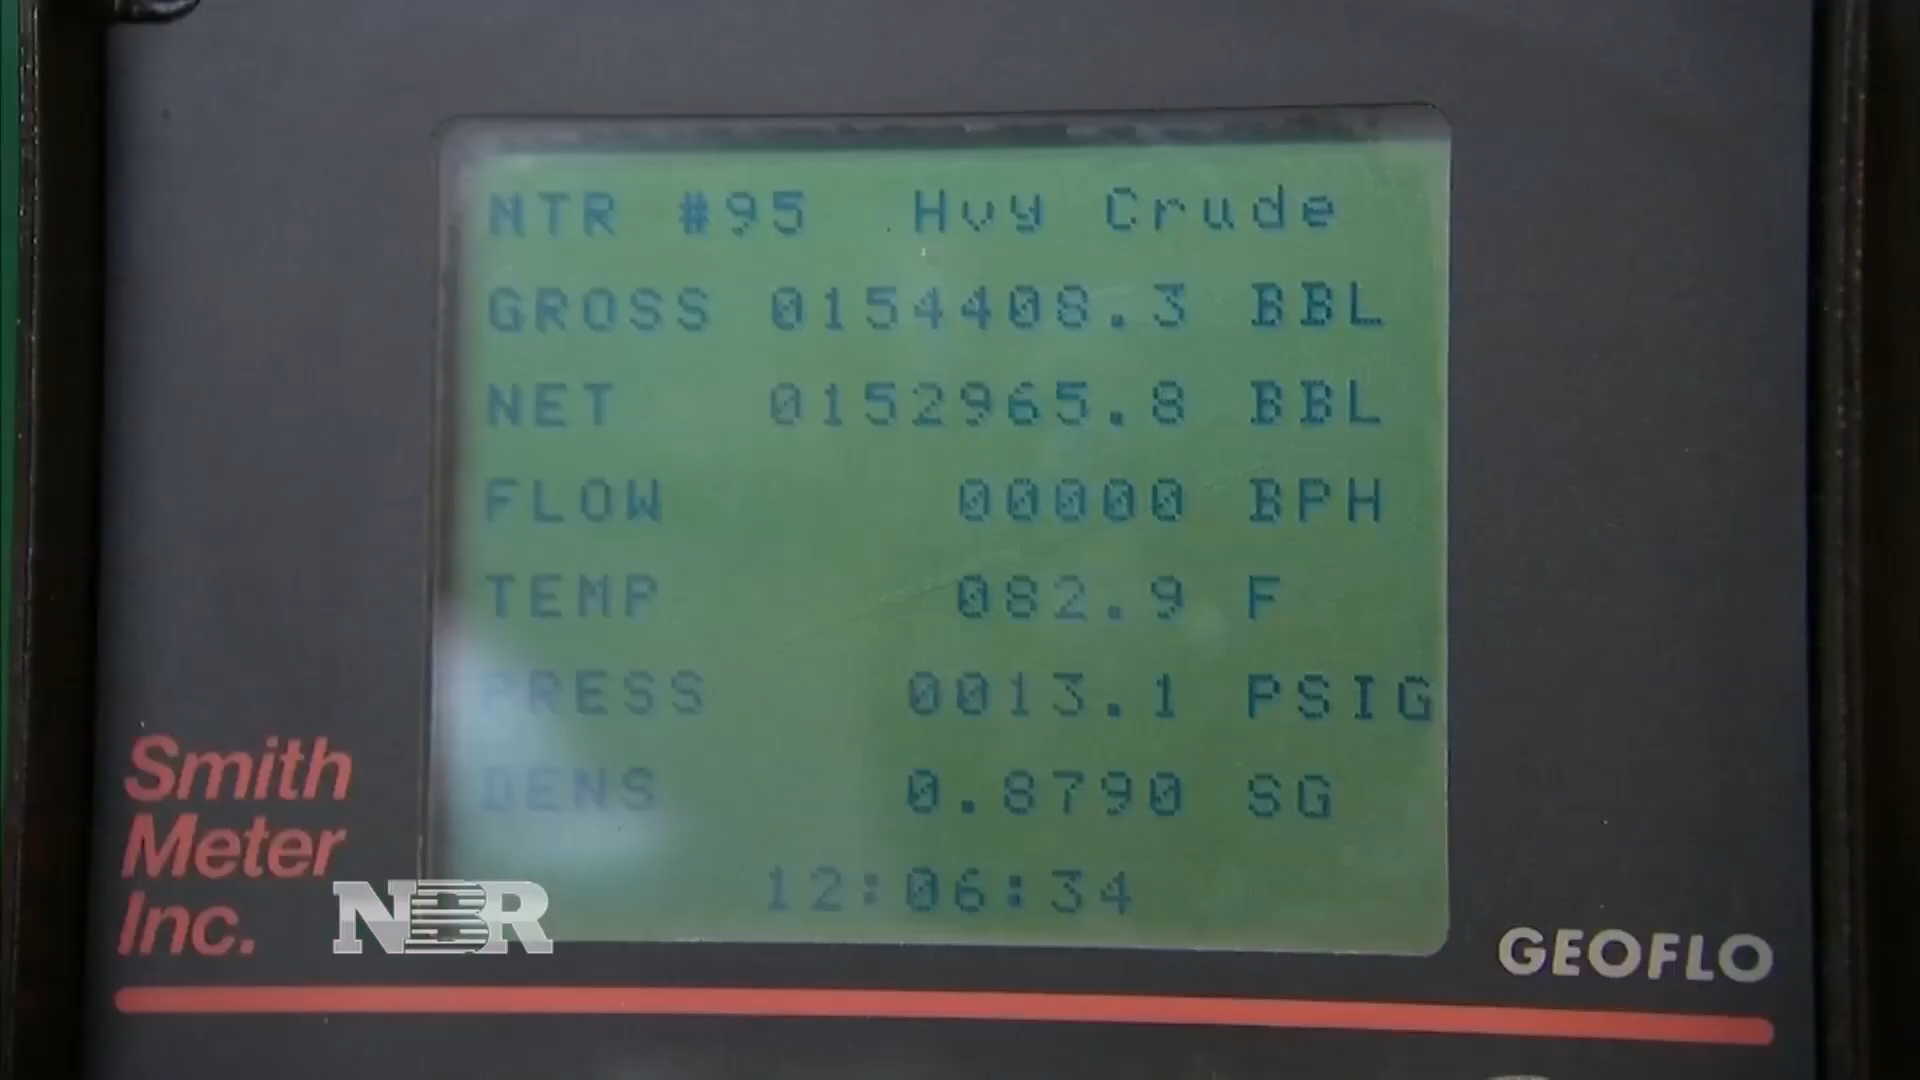 MTR #95 Hvy Crude
GROSS 0154408.3 BBL
NET 0152965.8 BBL
FLOW 00000 BPH
TEMP 082.9 F
PRESS 0013.1 PSIG
DENS 0.8790 SG
12:06:34
Smith
Meter
Inc.
NBR
GEOFLO